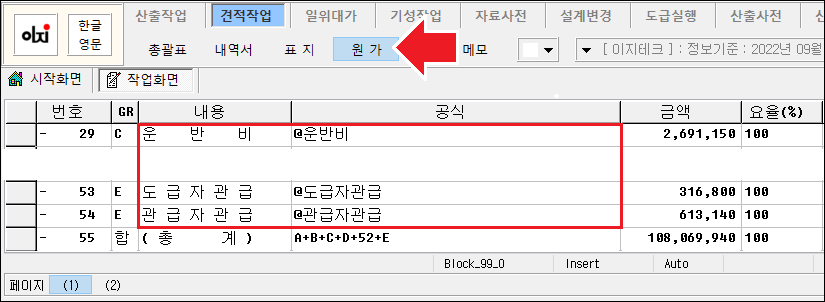 이지
한글
영문
산출작업 견적작업 일위대가 기성작업 자료사전 설계변경 도급실행 산출사전
총괄표 내역서 표 지 원 가 메모 [ 이지테크 ] : 정보기준 : 2022년 09월
시작화면 작업화면
번호 GR 내용 공식 금액 요율(%)
- 29 C 운 반 비 @운반비 2,691,150 100
- 53 E 도 급 자 관 급 @도급자관급 316,800 100
- 54 E 관 급 자 관 급 @관급자관급 613,140 100
- 55 합 ( 총 계 ) A+B+C+D+52+E 108,069,940 100
Block_99_0 Insert Auto
페이지 (1) (2)